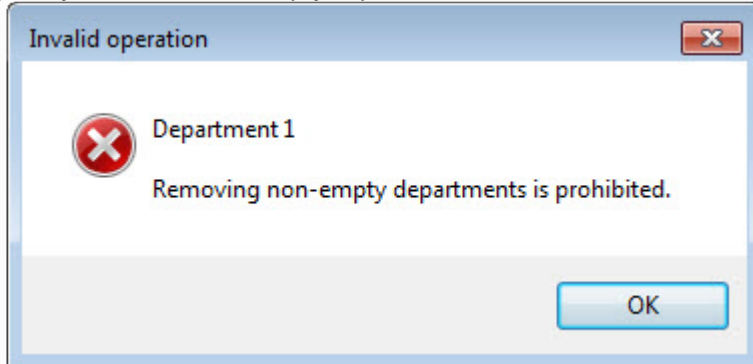 Invalid operation
Department 1
Removing non-empty departments is prohibited.
OK